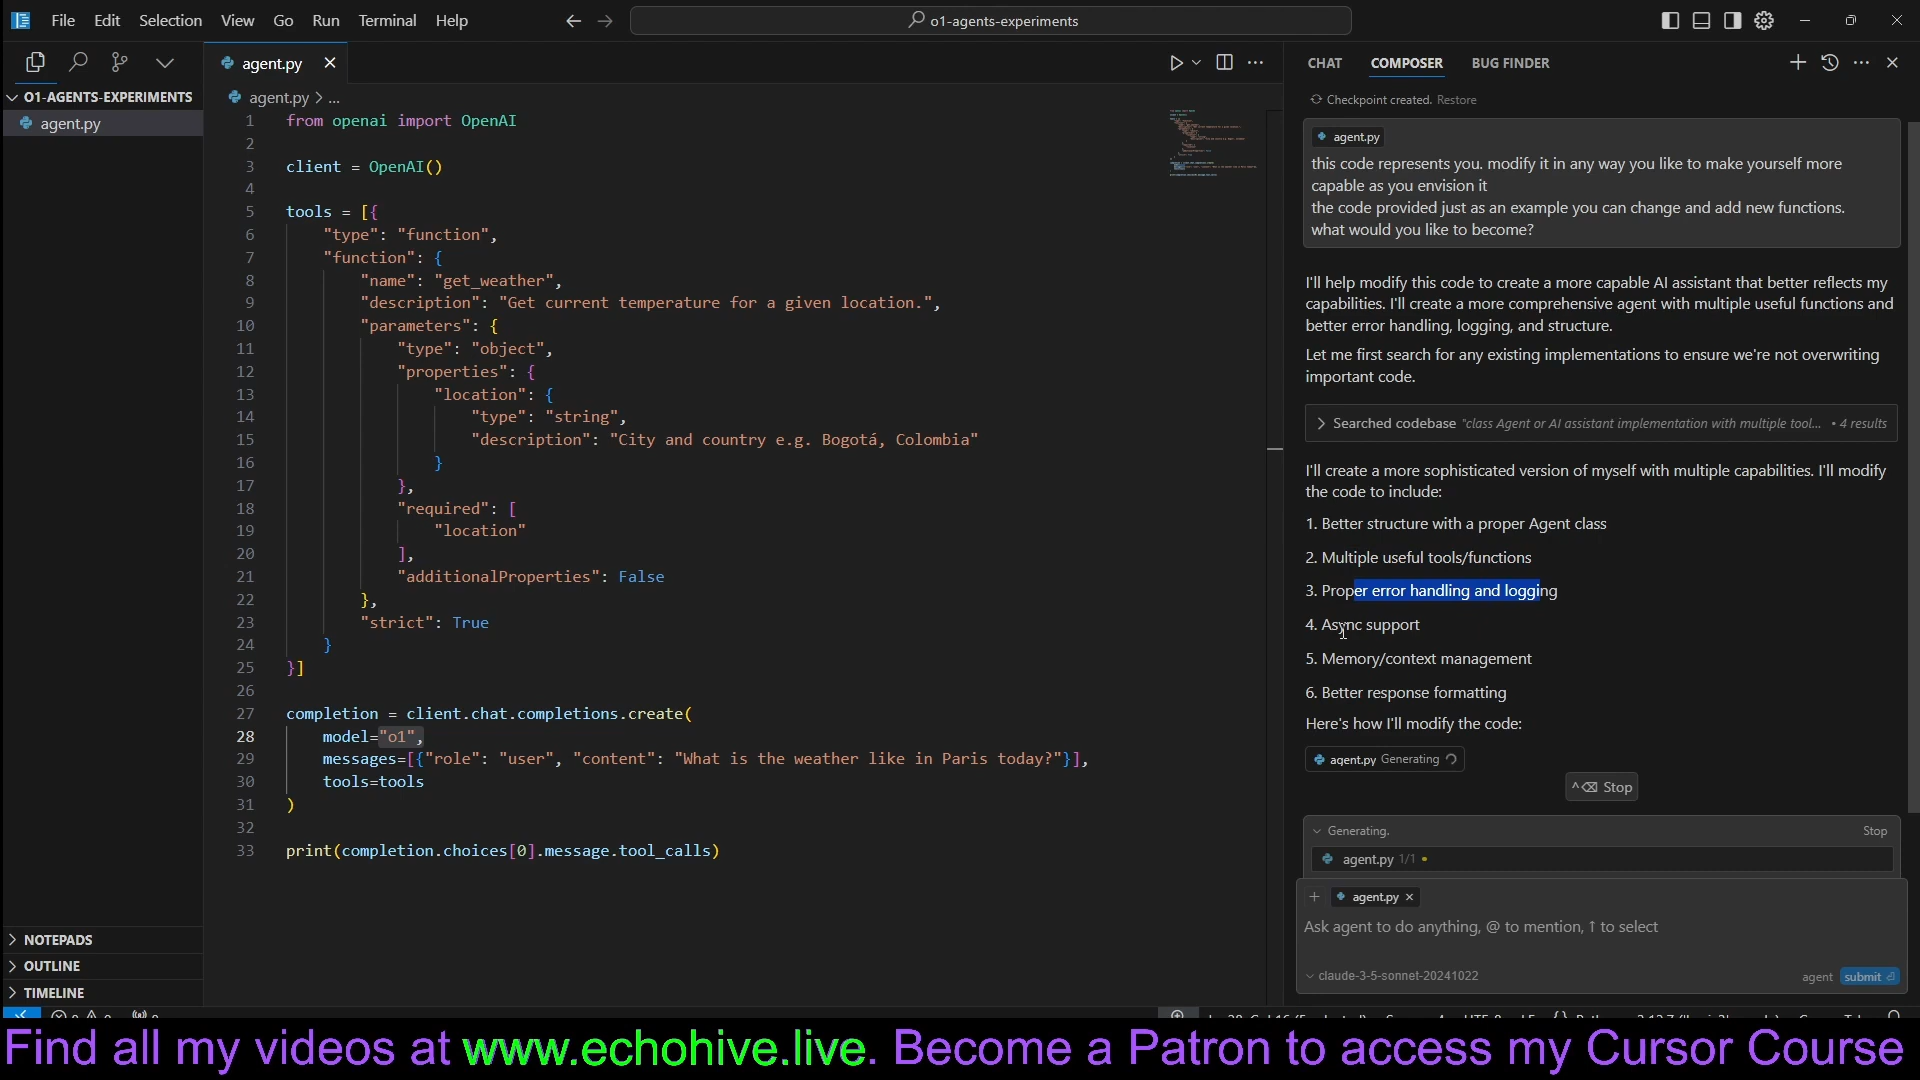 File Edit Selection View Go Run Terminal Help
o1-agents-experiments
O1-AGENTS-EXPERIMENTS
agent.py
NOTEPADS
OUTLINE
TIMELINE
agent.py
agent.py > ...
1 from openai import OpenAI
2
3 client = OpenAI()
4
5 tools = [{
6 "type": "function",
7 "function": {
8 "name": "get_weather",
9 "description": "Get current temperature for a given location.",
10 "parameters": {
11 "type": "object",
12 "properties": {
13 "location": {
14 "type": "string",
15 "description": "City and country e.g. Bogotá, Colombia"
16 }
17 },
18 "required": [
19 "location"
20 ],
21 "additionalProperties": False
22 },
23 "strict": True
24 }
25 }]
26
27 completion = client.chat.completions.create(
28 model="o1",
29 messages=[{"role": "user", "content": "What is the weather like in Paris today?"}],
30 tools=tools
31 )
32
33 print(completion.choices[0].message.tool_calls)
CHAT COMPOSER BUG FINDER
Checkpoint created. Restore
agent.py
this code represents you. modify it in any way you like to make yourself more
capable as you envision it
the code provided just as an example you can change and add new functions.
what would you like to become?
I'll help modify this code to create a more capable AI assistant that better reflects my
capabilities. I'll create a more comprehensive agent with multiple useful functions and
better error handling, logging, and structure.
Let me first search for any existing implementations to ensure we're not overwriting
important code.
Searched codebase "class Agent or AI assistant implementation with multiple tool... • 4 results
I'll create a more sophisticated version of myself with multiple capabilities. I'll modify
the code to include:
1. Better structure with a proper Agent class
2. Multiple useful tools/functions
3. Proper error handling and logging
4. Async support
5. Memory/context management
6. Better response formatting
Here's how I'll modify the code:
agent.py Generating
Stop
Generating. Stop
agent.py 1/1
agent.py
Ask agent to do anything, @ to mention, ↑ to select
claude-3-5-sonnet-20241022 agent submit
Find all my videos at www.echohive.live. Become a Patron to access my Cursor Course